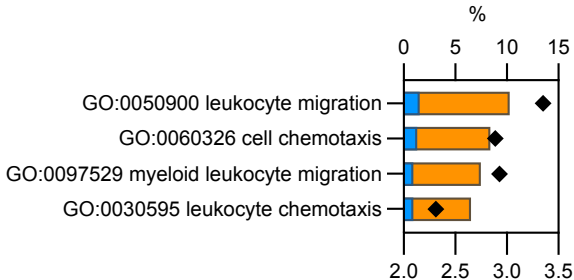 %
0 5 10 15
GO:0050900 leukocyte migration
GO:0060326 cell chemotaxis
GO:0097529 myeloid leukocyte migration
GO:0030595 leukocyte chemotaxis
2.0 2.5 3.0 3.5